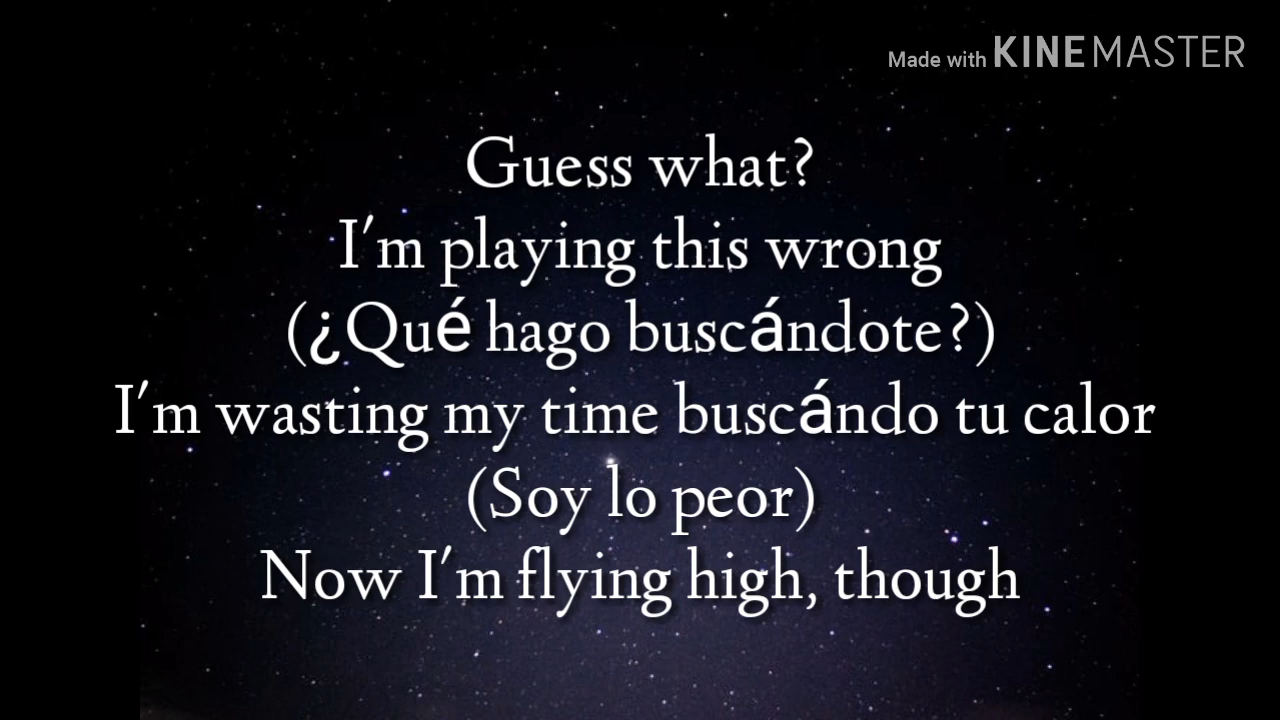 Made with KINEMASTER
Guess what?
I'm playing this wrong
(¿Qué hago buscándote?)
I'm wasting my time buscándo tu calor
(Soy lo peor)
Now I'm flying high, though